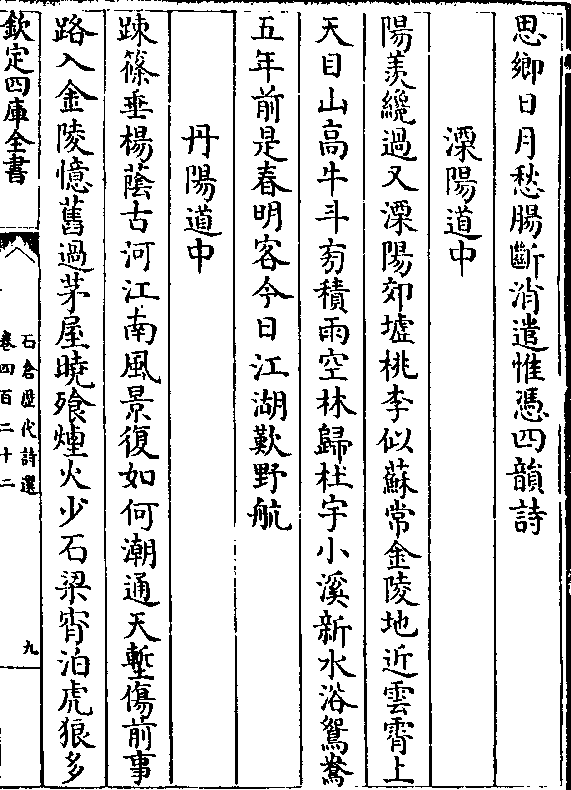 思鄉日月愁腸斷消遣惟憑四韻詩
溧陽道中
陽羨纔過又溧陽郊墟桃李似蘇常金陵地近雲霄上
天目山高牛斗旁積雨空林歸杜宇小溪新水浴鴛鴦
五年前是春明客今日江湖歎野航
丹陽道中
踈篠垂楊蔭古河江南風景復如何潮通天塹傷前事
路入金陵憶舊過茅屋曉飱煙火少石梁宵泊虎狼多
欽定四庫全書
石倉歷代詩選
卷四百二十二
九